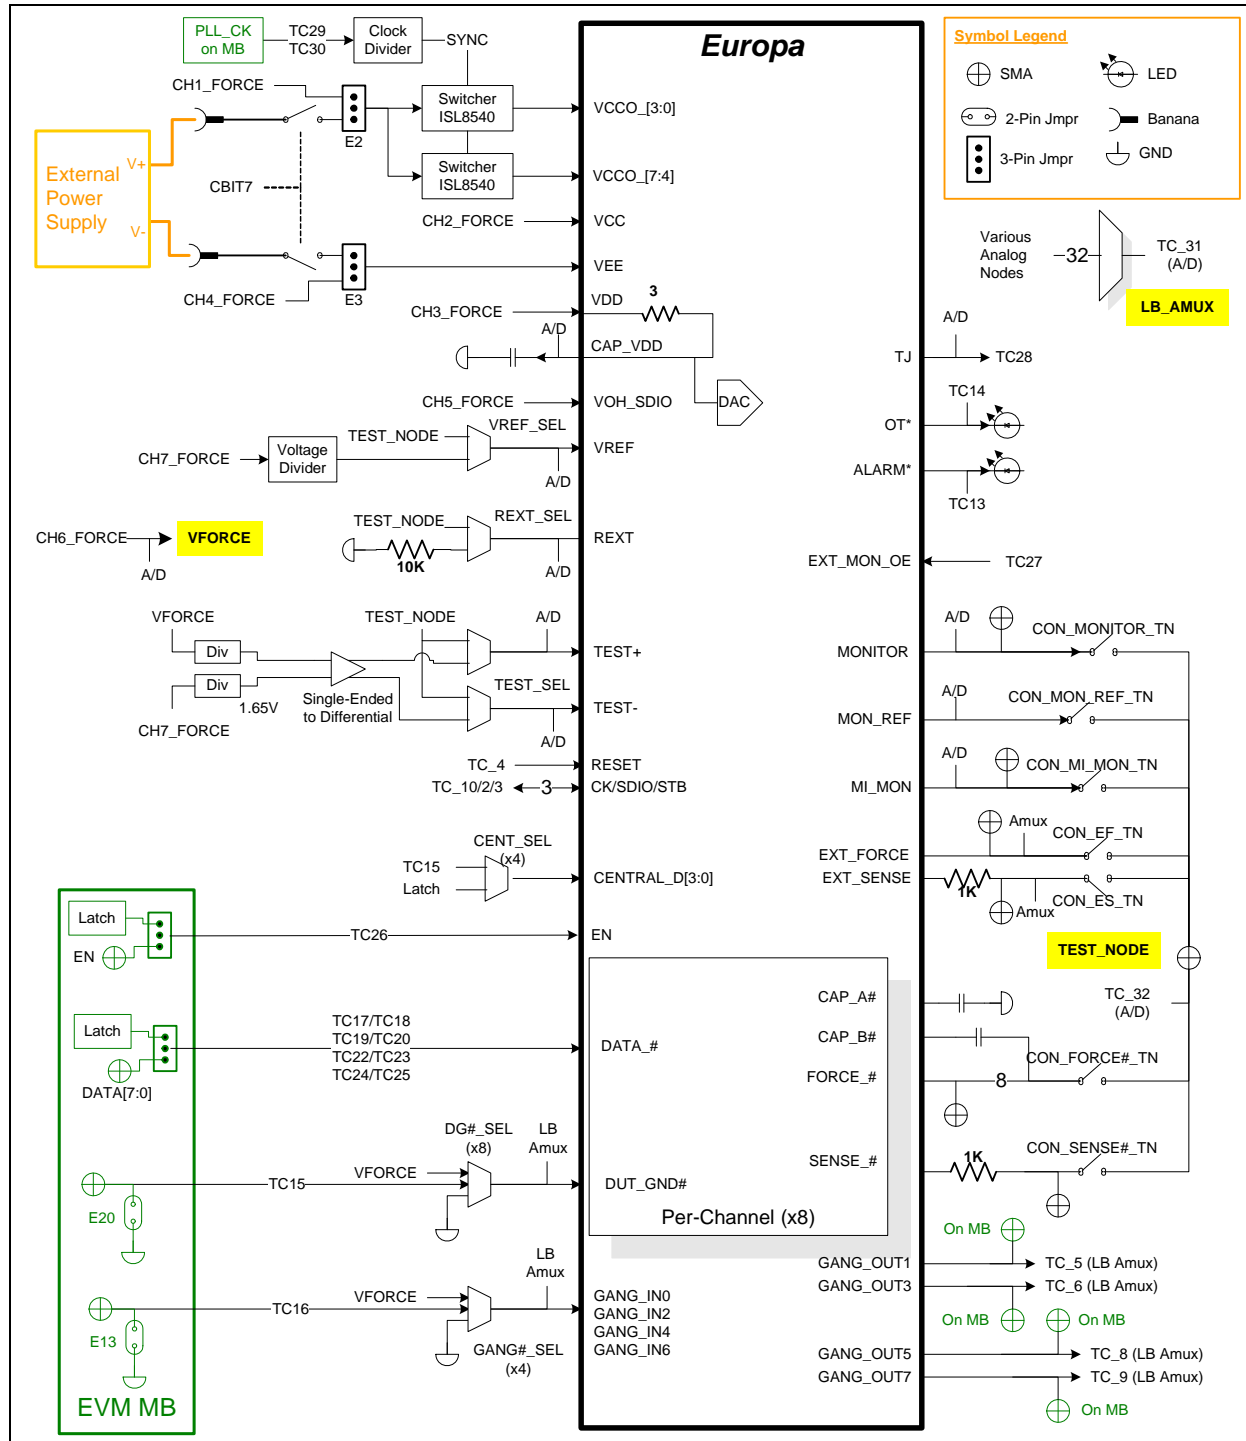 Europa
PLL_CK
on MB
TC29
TC30
Clock
Divider
SYNC
CH1_FORCE
E2
Switcher
ISL8540
VCCO_[3:0]
Switcher
ISL8540
VCCO_[7:4]
External
Power
Supply
V+
V-
CBIT7
CH2_FORCE
VCC
VEE
CH4_FORCE
E3
CH3_FORCE
VDD
3
A/D
CAP_VDD
DAC
CH5_FORCE
VOH_SDIO
TEST_NODE
VREF_SEL
CH7_FORCE
Voltage
Divider
VREF
A/D
CH6_FORCE
VFORCE
A/D
TEST_NODE
REXT_SEL
10K
REXT
A/D
VFORCE
Div
TEST_NODE
A/D
TEST+
Div
1.65V
CH7_FORCE
Single-Ended
to Differential
TEST_SEL
TEST-
A/D
TC_4
RESET
TC_10/2/3
3
CK/SDIO/STB
CENT_SEL
(x4)
TC15
Latch
CENTRAL_D[3:0]
Latch
EN
TC26
EN
Latch
DATA[7:0]
TC17/TC18
TC19/TC20
TC22/TC23
TC24/TC25
DATA_#
DG#_SEL
(x8)
LB
Amux
VFORCE
TC15
E20
DUT_GND#
Per-Channel (x8)
LB
Amux
VFORCE
TC16
E13
GANG#_SEL
(x4)
GANG_IN0
GANG_IN2
GANG_IN4
GANG_IN6
EVM MB
Symbol Legend
SMA
LED
2-Pin Jmpr
Banana
3-Pin Jmpr
GND
Various
Analog
Nodes
32
TC_31
(A/D)
LB_AMUX
A/D
TJ
TC28
TC14
OT*
ALARM*
TC13
EXT_MON_OE
TC27
A/D
CON_MONITOR_TN
MONITOR
A/D
CON_MON_REF_TN
MON_REF
A/D
CON_MI_MON_TN
MI_MON
Amux
CON_EF_TN
EXT_FORCE
EXT_SENSE
1K
Amux
CON_ES_TN
TEST_NODE
CAP_A#
TC_32
(A/D)
CAP_B#
CON_FORCE#_TN
FORCE_#
8
CON_SENSE#_TN
SENSE_#
1K
On MB
GANG_OUT1
TC_5 (LB Amux)
GANG_OUT3
TC_6 (LB Amux)
On MB
On MB
GANG_OUT5
TC_8 (LB Amux)
GANG_OUT7
TC_9 (LB Amux)
On MB